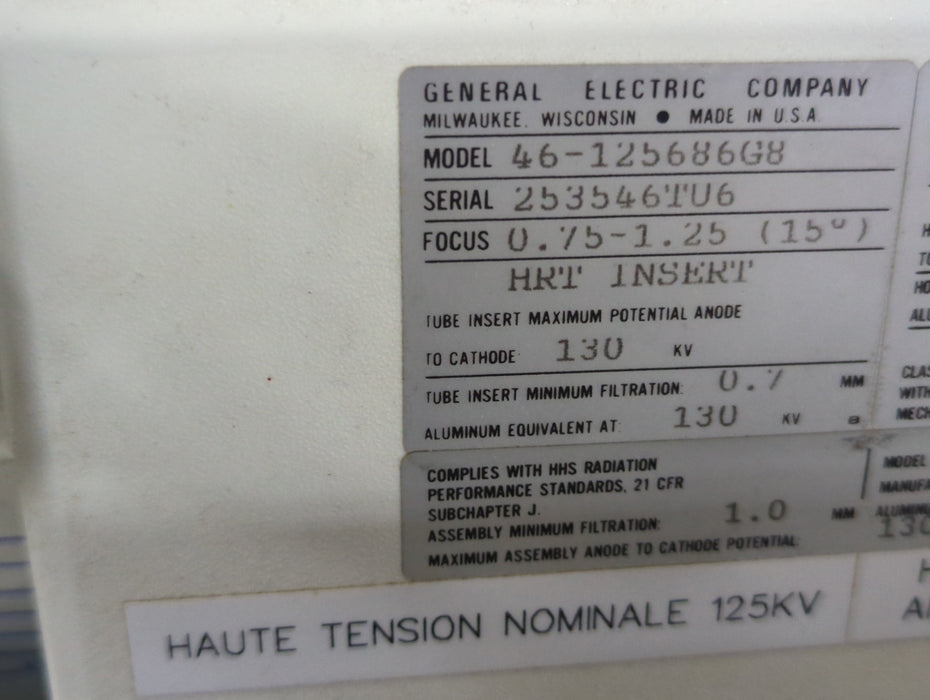 GENERAL ELECTRIC COMPANY
MILWAUKEE, WISCONSIN ● MADE IN U.S.A.
MODEL 46-125686G8
SERIAL 253546TU6
FOCUS 0.75-1.25 (15°)
HRT INSERT
TUBE INSERT MAXIMUM POTENTIAL ANODE
TO CATHODE 130 KV
TUBE INSERT MINIMUM FILTRATION: 0.7 MM
ALUMINUM EQUIVALENT AT: 130 KV
COMPLIES WITH HHS RADIATION
PERFORMANCE STANDARDS, 21 CFR
SUBCHAPTER J.
ASSEMBLY MINIMUM FILTRATION: 1.0 MM
MAXIMUM ASSEMBLY ANODE TO CATHODE POTENTIAL: 130
MODEL
HAUTE TENSION NOMINALE 125KV